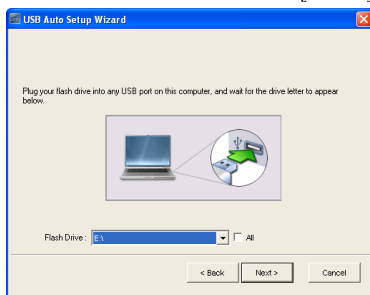 USB Auto Setup Wizard
Plug your flash drive into any USB port on this computer, and wait for the drive letter to appear
below.
Flash Drive : E:\ All
< Back Next > Cancel